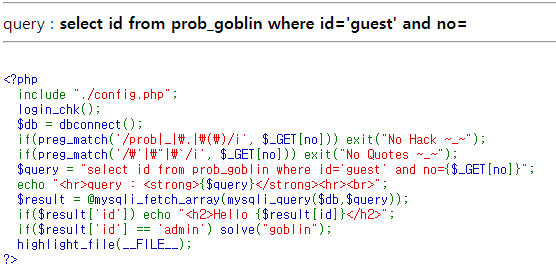 query : select id from prob_goblin where id='guest' and no=
<?php
include "./config.php";
login_chk();
$db = dbconnect();
if(preg_match('/prob|_|₩.|₩(₩)/i', $_GET[no])) exit("No Hack ~_~");
if(preg_match('/₩'|₩"|₩`/i', $_GET[no])) exit("No Quotes ~_~");
$query = "select id from prob_goblin where id='guest' and no={$_GET[no]}";
echo "<hr>query : <strong>{$query}</strong><hr><br>";
$result = @mysqli_fetch_array(mysqli_query($db,$query));
if($result['id']) echo "<h2>Hello {$result[id]}</h2>";
if($result['id'] == 'admin') solve("goblin");
highlight_file(__FILE__);
?>